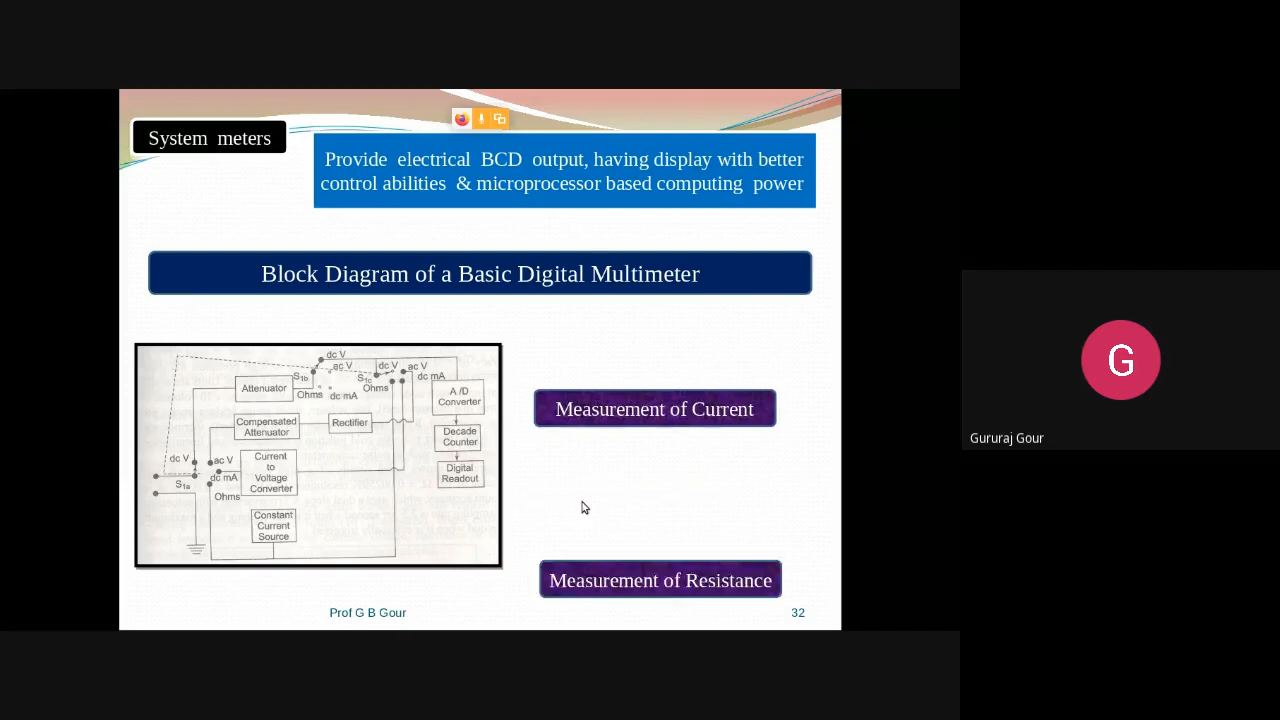 System meters
Provide electrical BCD output, having display with better
control abilities & microprocessor based computing power
Block Diagram of a Basic Digital Multimeter
dc V
ac V
S1b
Attenuator
Ohms
dc mA
dc V
ac V
S1c
dc mA
Ohms
A /D
Converter
Compensated
Attenuator
Rectifier
Decade
Counter
dc V
ac V
Current
to
Voltage
Converter
dc mA
S1a
Ohms
Digital
Readout
Constant
Current
Source
Measurement of Current
Measurement of Resistance
Prof G B Gour
32
G
Gururaj Gour